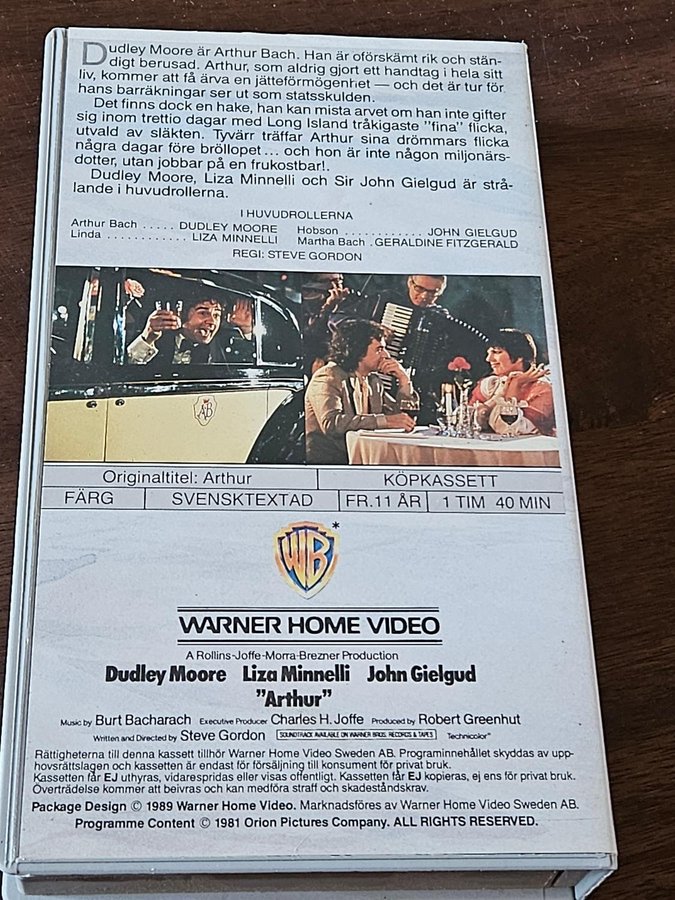 Dudley Moore är Arthur Bach. Han är oförskämt rik och stän-
digt berusad. Arthur, som aldrig gjort ett handtag i hela sitt
liv, kommer att få ärva en jätteförmögenhet — och det är tur för
hans barräkningar ser ut som statsskulden.
Det finns dock en hake, han kan mista arvet om han inte gifter
sig inom trettio dagar med Long Island tråkigaste "fina" flicka,
utvald av släkten. Tyvärr träffar Arthur sina drömmars flicka
några dagar före bröllopet... och hon är inte någon miljonärs-
dotter, utan jobbar på en frukostbar!.
Dudley Moore, Liza Minnelli och Sir John Gielgud är strå-
lande i huvudrollerna.
I HUVUDROLLERNA
Arthur Bach ..... DUDLEY MOORE Hobson ............ JOHN GIELGUD
Linda ............ LIZA MINNELLI Martha Bach . GERALDINE FITZGERALD
REGI: STEVE GORDON
AB
Originaltitel: Arthur KÖPKASSETT
FÄRG SVENSKTEXTAD FR. 11 ÅR 1 TIM 40 MIN
WB*
WARNER HOME VIDEO
A Rollins-Joffe-Morra-Brezner Production
Dudley Moore Liza Minnelli John Gielgud
"Arthur"
Music by Burt Bacharach Executive Producer Charles H. Joffe Produced by Robert Greenhut
Written and Directed by Steve Gordon SOUNDTRACK AVAILABLE ON WARNER BROS. RECORDS & TAPES Technicolor®
Rättigheterna till denna kassett tillhör Warner Home Video Sweden AB. Programinnehållet skyddas av upp-
hovsrättslagen och kassetten är endast för försäljning till konsument för privat bruk.
Kassetten får EJ uthyras, vidarespridas eller visas offentligt. Kassetten får EJ kopieras, ej ens för privat bruk.
Överträdelse kommer att beivras och kan medföra straff och skadeståndskrav.
Package Design © 1989 Warner Home Video. Marknadsföres av Warner Home Video Sweden AB.
Programme Content © 1981 Orion Pictures Company. ALL RIGHTS RESERVED.